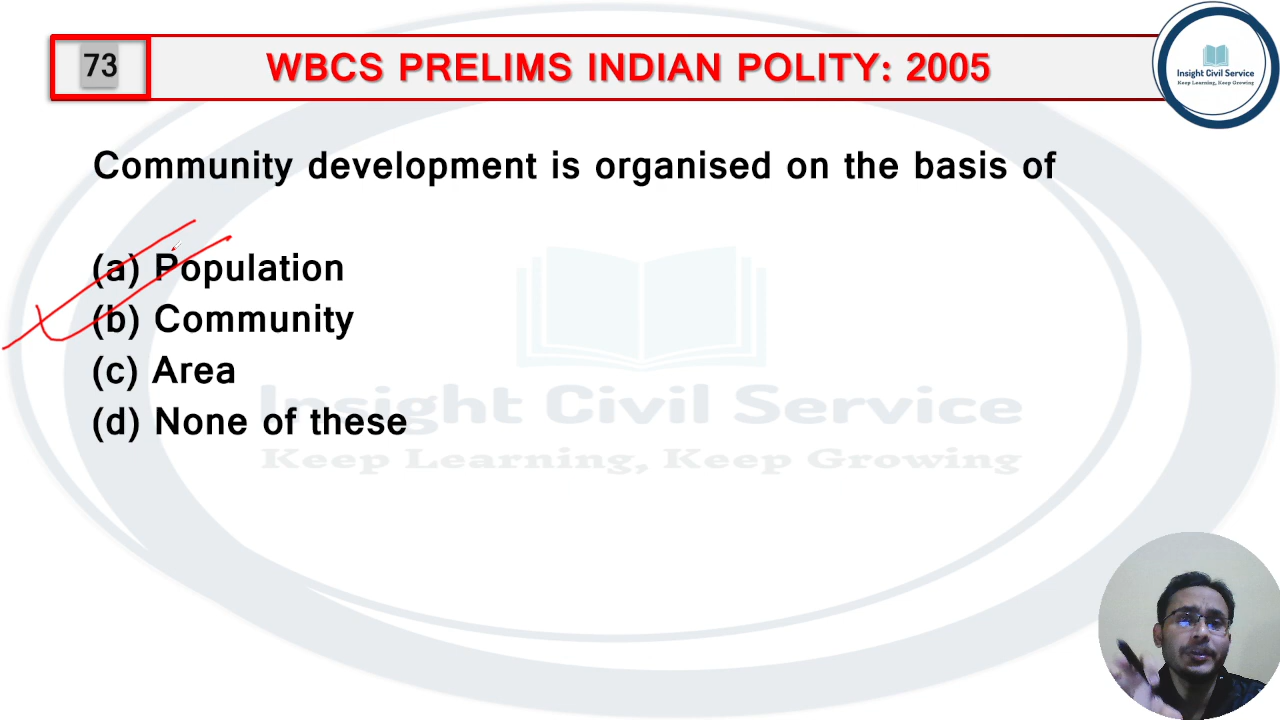 73
WBCS PRELIMS INDIAN POLITY: 2005
Insight Civil Service
Keep Learning, Keep Growing
Community development is organised on the basis of
(a) Population
(b) Community
(c) Area
(d) None of these
Insight Civil Service
Keep Learning, Keep Growing